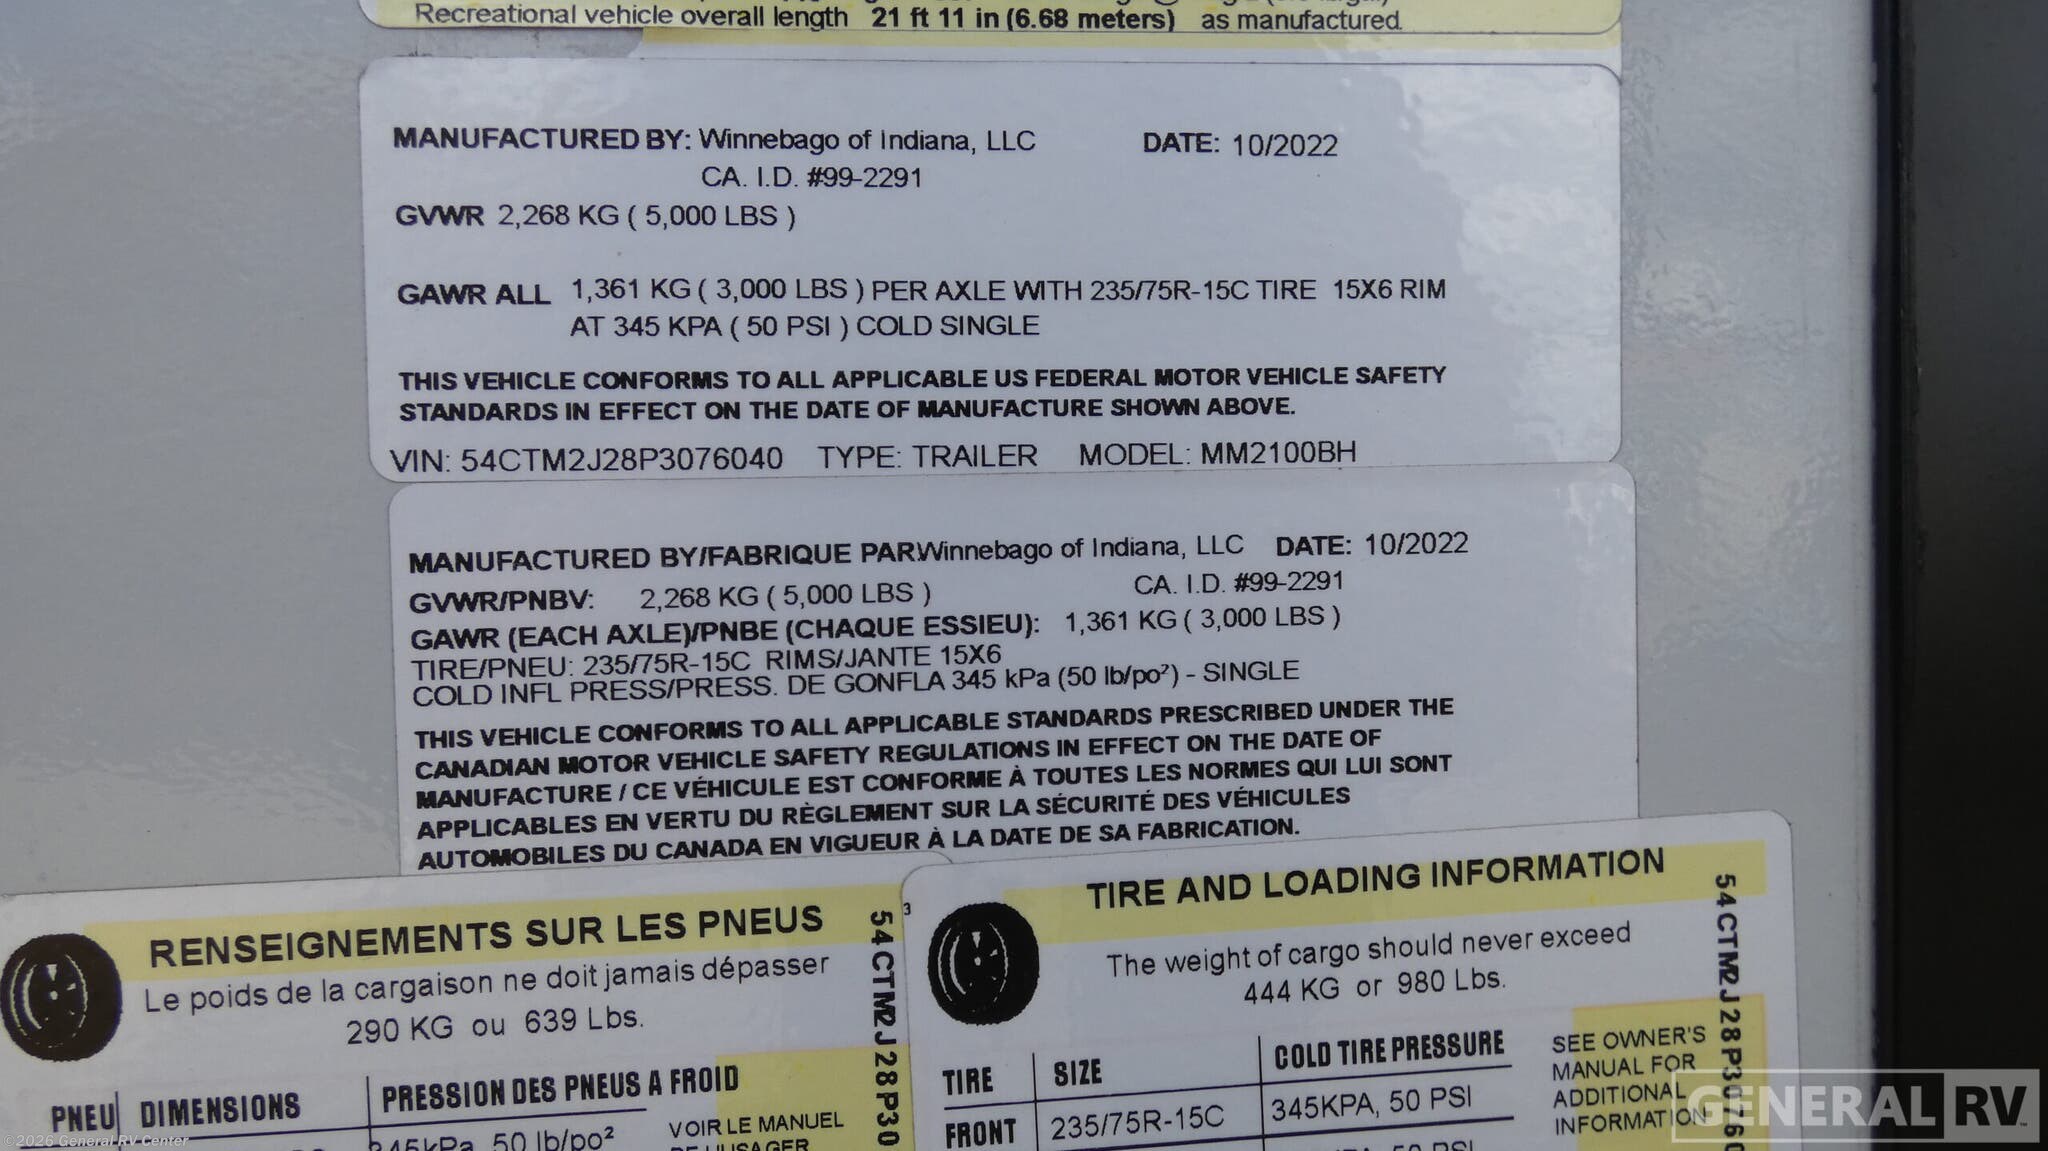 Recreational vehicle overall length 21 ft 11 in (6.68 meters) as manufactured.
MANUFACTURED BY: Winnebago of Indiana, LLC DATE: 10/2022
CA. I.D. #99-2291
GVWR 2,268 KG ( 5,000 LBS )
GAWR ALL 1,361 KG ( 3,000 LBS ) PER AXLE WITH 235/75R-15C TIRE 15X6 RIM
AT 345 KPA ( 50 PSI ) COLD SINGLE
THIS VEHICLE CONFORMS TO ALL APPLICABLE US FEDERAL MOTOR VEHICLE SAFETY
STANDARDS IN EFFECT ON THE DATE OF MANUFACTURE SHOWN ABOVE.
VIN: 54CTM2J28P3076040 TYPE: TRAILER MODEL: MM2100BH
MANUFACTURED BY/FABRIQUE PAR:Winnebago of Indiana, LLC DATE: 10/2022
CA. I.D. #99-2291
GVWR/PNBV: 2,268 KG ( 5,000 LBS )
GAWR (EACH AXLE)/PNBE (CHAQUE ESSIEU): 1,361 KG ( 3,000 LBS )
TIRE/PNEU: 235/75R-15C RIMS/JANTE 15X6
COLD INFL PRESS/PRESS. DE GONFLA 345 kPa (50 lb/po²) - SINGLE
THIS VEHICLE CONFORMS TO ALL APPLICABLE STANDARDS PRESCRIBED UNDER THE
CANADIAN MOTOR VEHICLE SAFETY REGULATIONS IN EFFECT ON THE DATE OF
MANUFACTURE / CE VÉHICULE EST CONFORME À TOUTES LES NORMES QUI LUI SONT
APPLICABLES EN VERTU DU RÈGLEMENT SUR LA SÉCURITÉ DES VÉHICULES
AUTOMOBILES DU CANADA EN VIGUEUR À LA DATE DE SA FABRICATION.
RENSEIGNEMENTS SUR LES PNEUS
Le poids de la cargaison ne doit jamais dépasser
290 KG ou 639 Lbs.
PNEU DIMENSIONS PRESSION DES PNEUS A FROID
345kPa, 50 lb/po²
VOIR LE MANUEL
DE L'USAGER
54CTM2J28P30
3
TIRE AND LOADING INFORMATION
The weight of cargo should never exceed
444 KG or 980 Lbs.
TIRE SIZE COLD TIRE PRESSURE
FRONT 235/75R-15C 345KPA, 50 PSI
50 PSI
SEE OWNER'S
MANUAL FOR
ADDITIONAL
INFORMATION
54CTM2J28P30
GENERAL RV
©2026 General RV Center